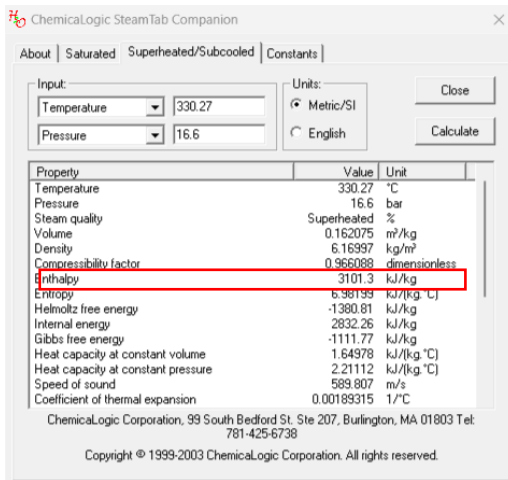 ChemicaLogic SteamTab Companion
About Saturated Superheated/Subcooled Constants
Input: Units:
Temperature 330.27 Metric/SI Close
Pressure 16.6 English Calculate
Property Value Unit
Temperature 330.27 °C
Pressure 16.6 bar
Steam quality Superheated %
Volume 0.162075 m³/kg
Density 6.16997 kg/m³
Compressibility factor 0.966088 dimensionless
Enthalpy 3101.3 kJ/kg
Entropy 6.98199 kJ/(kg.°C)
Helmoltz free energy -1380.81 kJ/kg
Internal energy 2832.26 kJ/kg
Gibbs free energy -1111.77 kJ/kg
Heat capacity at constant volume 1.64978 kJ/(kg.°C)
Heat capacity at constant pressure 2.21112 kJ/(kg.°C)
Speed of sound 589.807 m/s
Coefficient of thermal expansion 0.00189315 1/°C
ChemicaLogic Corporation, 99 South Bedford St. Ste 207, Burlington, MA 01803 Tel:
781-425-6738
Copyright © 1999-2003 ChemicaLogic Corporation. All rights reserved.